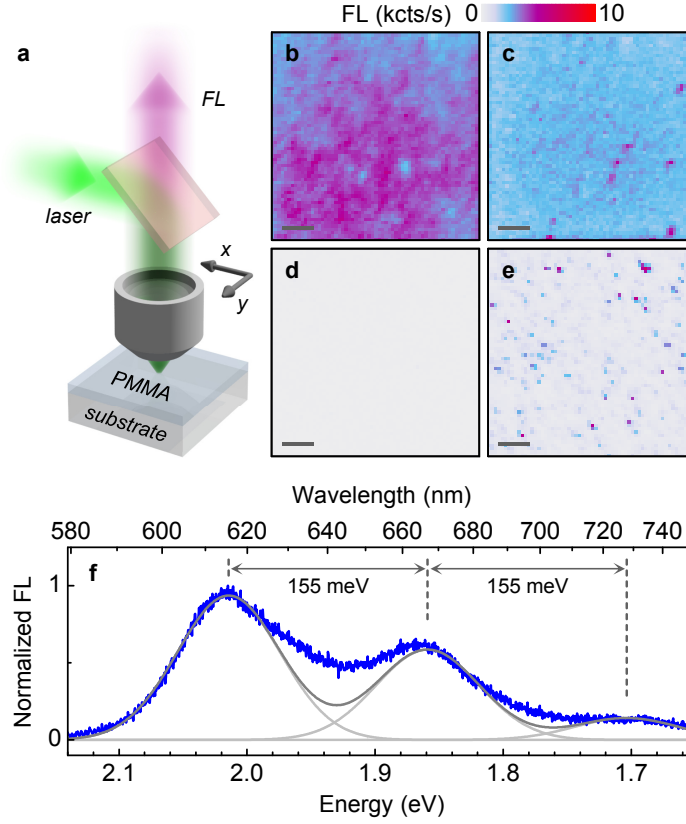 FL (kcts/s) 0 10
a
FL
laser
x
y
PMMA
substrate
b
c
d
e
Wavelength (nm)
580 600 620 640 660 680 700 720 740
f
155 meV 155 meV
Normalized FL
1
0
2.1 2.0 1.9 1.8 1.7
Energy (eV)